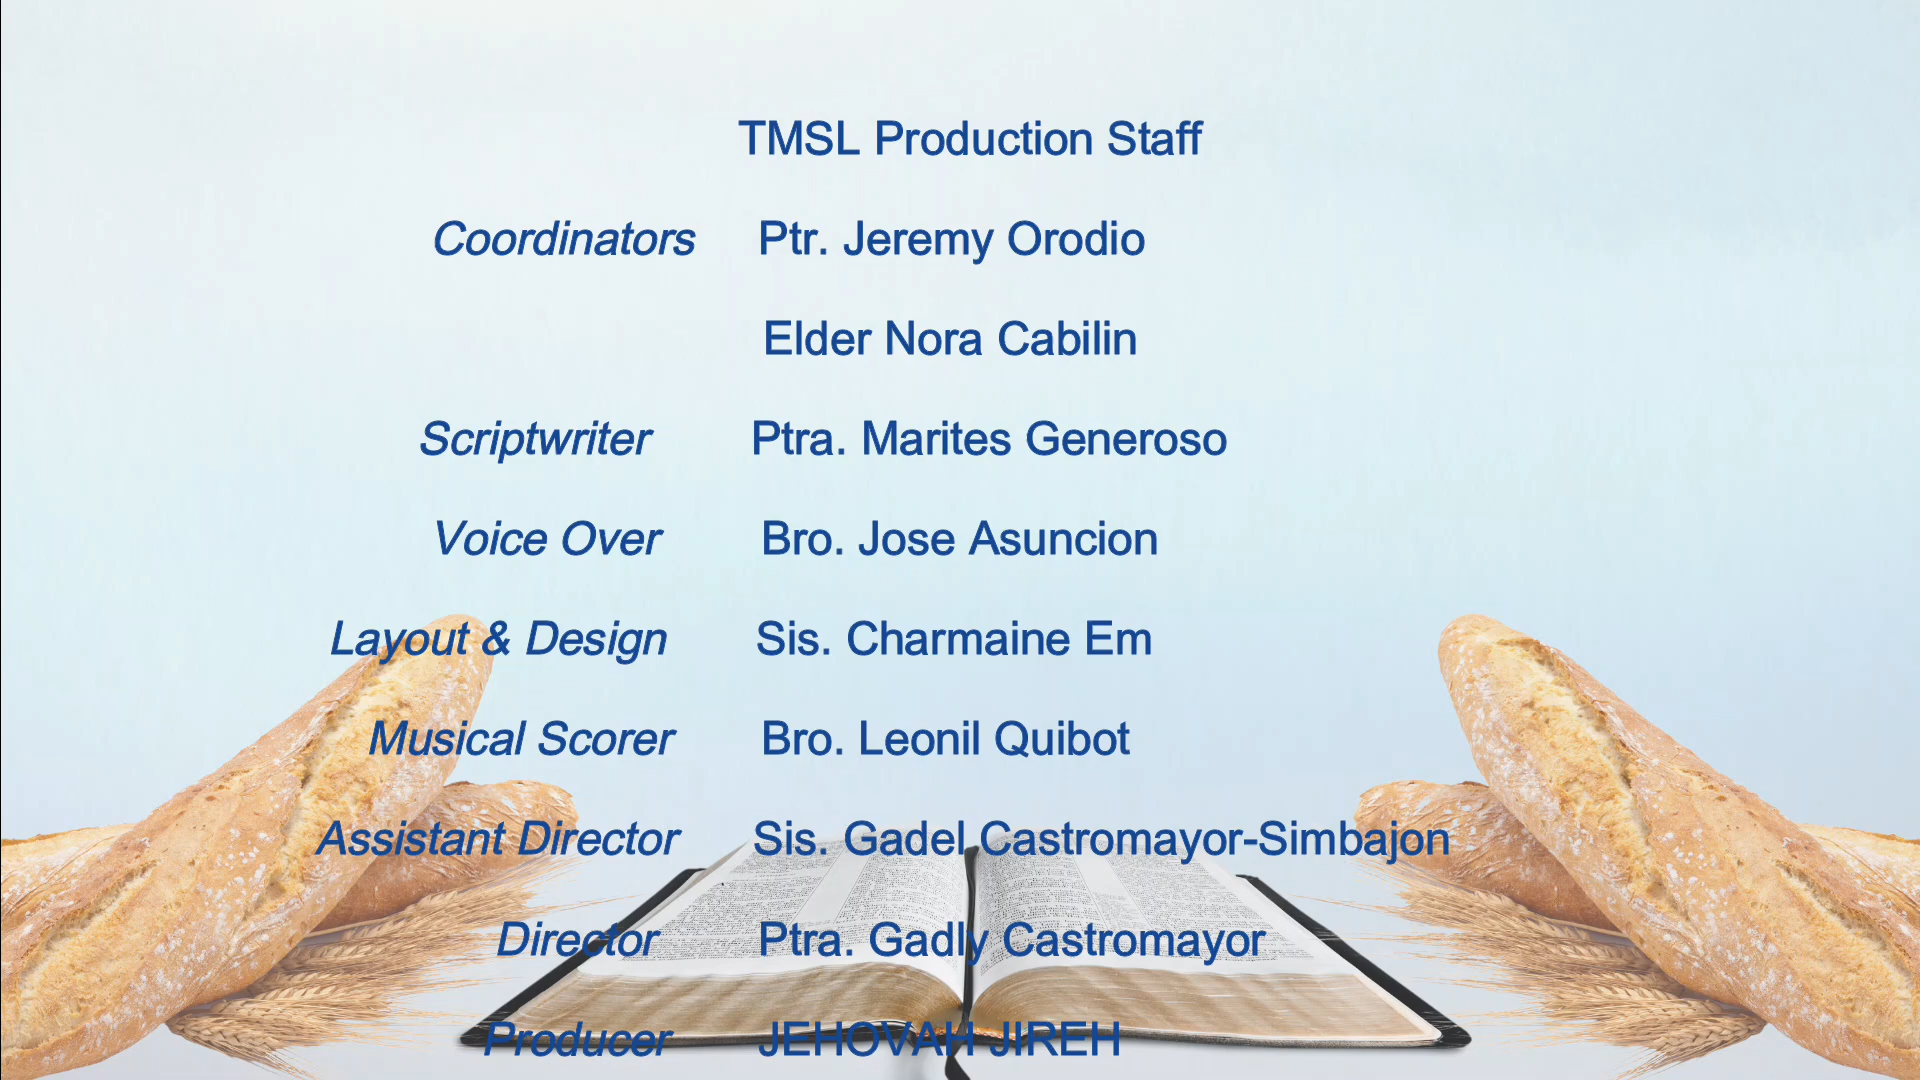 TMSL Production Staff
Coordinators Ptr. Jeremy Orodio
Elder Nora Cabilin
Scriptwriter Ptra. Marites Generoso
Voice Over Bro. Jose Asuncion
Layout & Design Sis. Charmaine Em
Musical Scorer Bro. Leonil Quibot
Assistant Director Sis. Gadel Castromayor-Simbajon
Director Ptra. Gadly Castromayor
Producer JEHOVAH JIREH